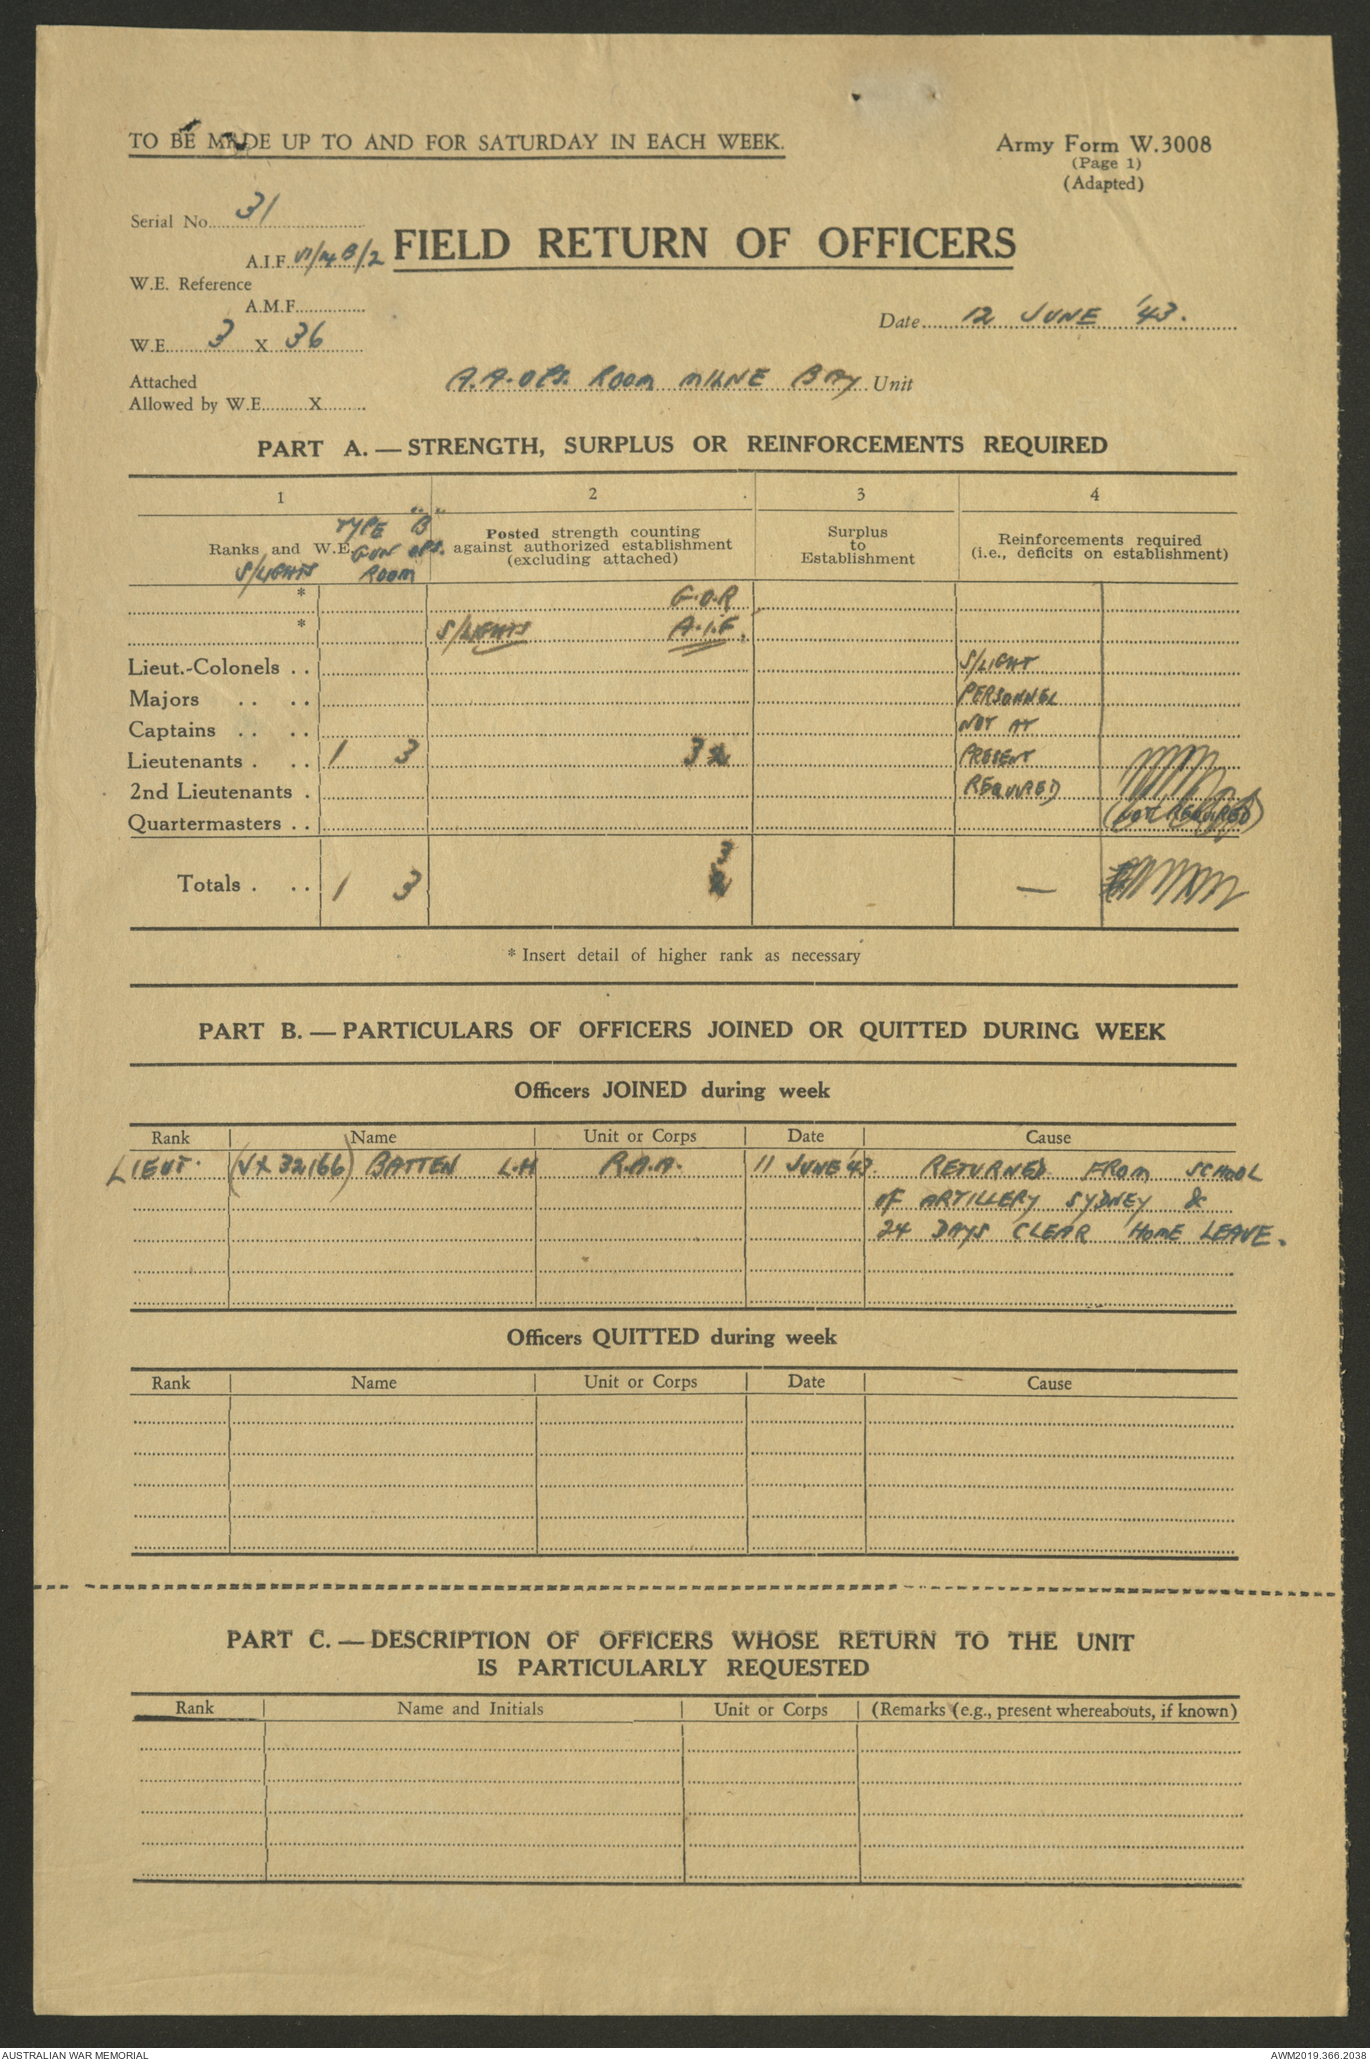 TO BE MADE UP TO AND FOR SATURDAY IN EACH WEEK.
Army Form W.3008
(Page 1)
(Adapted)
Serial No. 31
FIELD RETURN OF OFFICERS
A.I.F. VI/14 B/2
W.E. Reference
A.M.F.
Date 12 JUNE '43.
W.E. 3 X 36
Attached
Allowed by W.E. X
A.A. OPS. ROOM MILNE BAY Unit
PART A. — STRENGTH, SURPLUS OR REINFORCEMENTS REQUIRED
1 2 3 4
Ranks and W.E.
S/LIGHTS
TYPE "B"
GUN OPS.
ROOM
Posted strength counting
against authorized establishment
(excluding attached)
Surplus
to
Establishment
Reinforcements required
(i.e., deficits on establishment)
* G.O.R
* S/LIGHTS A.I.F.
Lieut.-Colonels . . S/LIGHT
Majors . . . . PERSONNEL
Captains . . . . NOT AT
Lieutenants . . . 1 3 3 PRESENT
2nd Lieutenants . REQUIRED
Quartermasters . . (NOT REQUIRED)
Totals . . . 1 3 3 —
* Insert detail of higher rank as necessary
PART B. — PARTICULARS OF OFFICERS JOINED OR QUITTED DURING WEEK
Officers JOINED during week
Rank Name Unit or Corps Date Cause
LIEUT. (VX 32166) BATTEN L.H R.A.A. 11 JUNE '43. RETURNED FROM SCHOOL
OF ARTILLERY SYDNEY &
24 DAYS CLEAR HOME LEAVE.
Officers QUITTED during week
Rank Name Unit or Corps Date Cause
PART C. — DESCRIPTION OF OFFICERS WHOSE RETURN TO THE UNIT
IS PARTICULARLY REQUESTED
Rank Name and Initials Unit or Corps (Remarks (e.g., present whereabouts, if known)
AUSTRALIAN WAR MEMORIAL
AWM2019.366.2038